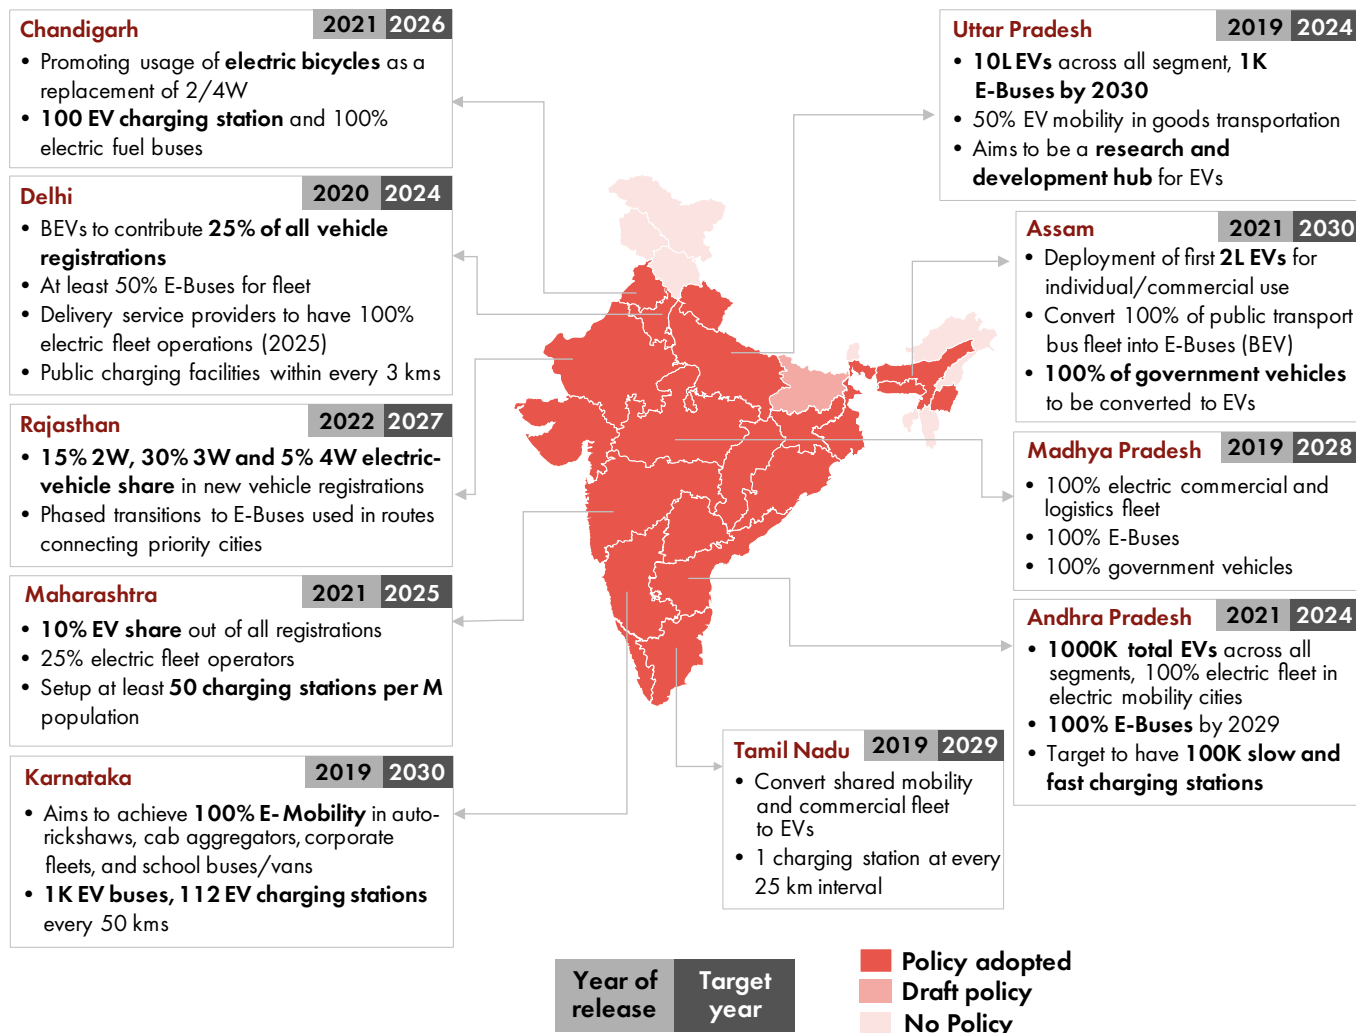 Chandigarh
2021 2026
• Promoting usage of electric bicycles as a
replacement of 2/4W
• 100 EV charging station and 100%
electric fuel buses
Delhi
2020 2024
• BEVs to contribute 25% of all vehicle
registrations
• At least 50% E-Buses for fleet
• Delivery service providers to have 100%
electric fleet operations (2025)
• Public charging facilities within every 3 kms
Rajasthan
2022 2027
• 15% 2W, 30% 3W and 5% 4W electric-
vehicle share in new vehicle registrations
• Phased transitions to E-Buses used in routes
connecting priority cities
Maharashtra
2021 2025
• 10% EV share out of all registrations
• 25% electric fleet operators
• Setup at least 50 charging stations per M
population
Karnataka
2019 2030
• Aims to achieve 100% E-Mobility in auto-
rickshaws, cab aggregators, corporate
fleets, and school buses/vans
• 1K EV buses, 112 EV charging stations
every 50 kms
Uttar Pradesh
2019 2024
• 10L EVs across all segment, 1K
E-Buses by 2030
• 50% EV mobility in goods transportation
• Aims to be a research and
development hub for EVs
Assam
2021 2030
• Deployment of first 2L EVs for
individual/commercial use
• Convert 100% of public transport
bus fleet into E-Buses (BEV)
• 100% of government vehicles
to be converted to EVs
Madhya Pradesh
2019 2028
• 100% electric commercial and
logistics fleet
• 100% E-Buses
• 100% government vehicles
Andhra Pradesh
2021 2024
• 1000K total EVs across all
segments, 100% electric fleet in
electric mobility cities
• 100% E-Buses by 2029
• Target to have 100K slow and
fast charging stations
Tamil Nadu
2019 2029
• Convert shared mobility
and commercial fleet
to EVs
• 1 charging station at every
25 km interval
Year of
release
Target
year
Policy adopted
Draft policy
No Policy